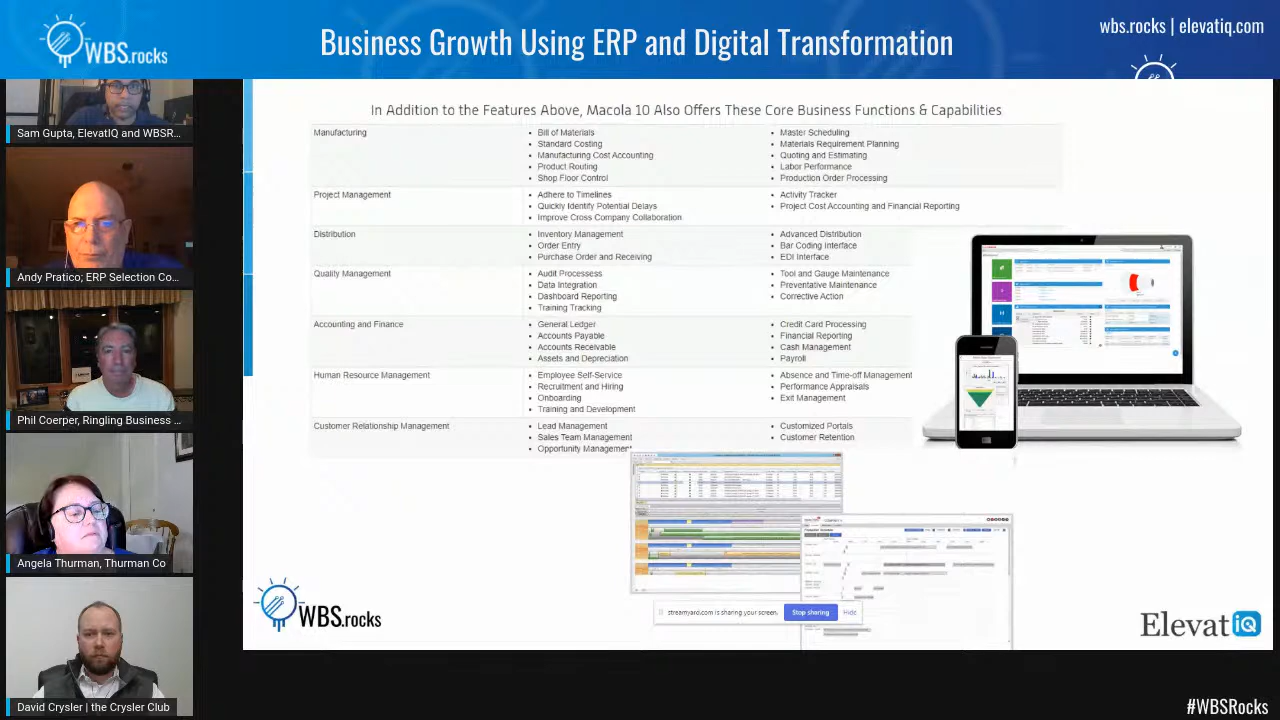 WBS.rocks
Business Growth Using ERP and Digital Transformation
wbs.rocks | elevatiq.com
Sam Gupta, ElevatIQ and WBSR...
Andy Pratico; ERP Selection Co...
Phil Coerper, Ringling Business ...
Angela Thurman, Thurman Co
David Crysler | the Crysler Club
In Addition to the Features Above, Macola 10 Also Offers These Core Business Functions & Capabilities
Manufacturing
• Bill of Materials
• Standard Costing
• Manufacturing Cost Accounting
• Product Routing
• Shop Floor Control
• Master Scheduling
• Materials Requirement Planning
• Quoting and Estimating
• Labor Performance
• Production Order Processing
Project Management
• Adhere to Timelines
• Quickly Identify Potential Delays
• Improve Cross Company Collaboration
• Activity Tracker
• Project Cost Accounting and Financial Reporting
Distribution
• Inventory Management
• Order Entry
• Purchase Order and Receiving
• Advanced Distribution
• Bar Coding Interface
• EDI Interface
Quality Management
• Audit Processess
• Data Integration
• Dashboard Reporting
• Training Tracking
• Tool and Gauge Maintenance
• Preventative Maintenance
• Corrective Action
Accounting and Finance
• General Ledger
• Accounts Payable
• Accounts Receivable
• Assets and Depreciation
• Credit Card Processing
• Financial Reporting
• Cash Management
• Payroll
Human Resource Management
• Employee Self-Service
• Recruitment and Hiring
• Onboarding
• Training and Development
• Absence and Time-off Management
• Performance Appraisals
• Exit Management
Customer Relationship Management
• Lead Management
• Sales Team Management
• Opportunity Management
• Customized Portals
• Customer Retention
streamyard.com is sharing your screen.
Stop sharing
Hide
WBS.rocks
ElevatIQ
#WBSRocks